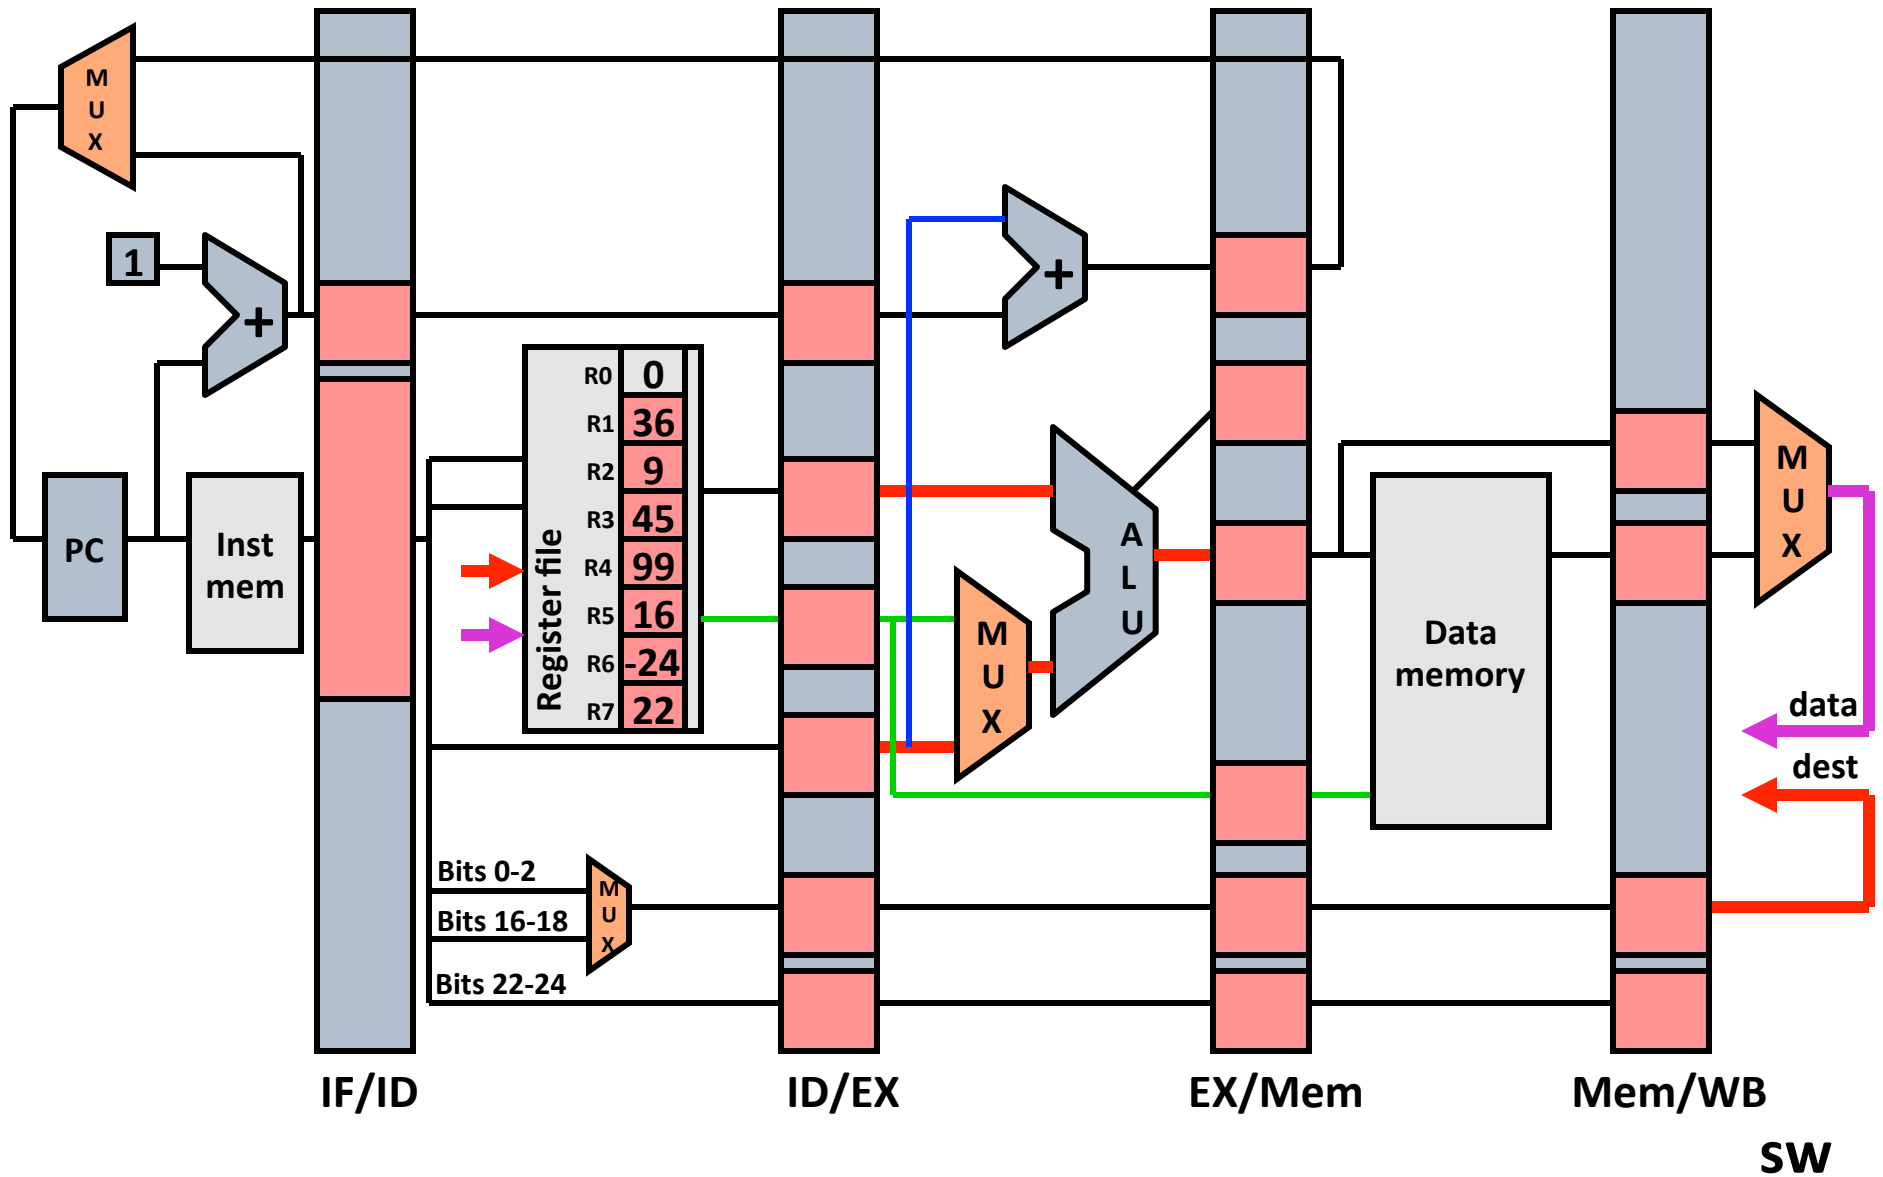 M
U
X
1
+
+
PC
Inst
mem
Register file
R0 0
R1 36
R2 9
R3 45
R4 99
R5 16
R6 -24
R7 22
M
U
X
A
L
U
Data
memory
M
U
X
data
dest
Bits 0-2
Bits 16-18
Bits 22-24
M
U
X
IF/ID
ID/EX
EX/Mem
Mem/WB
sw